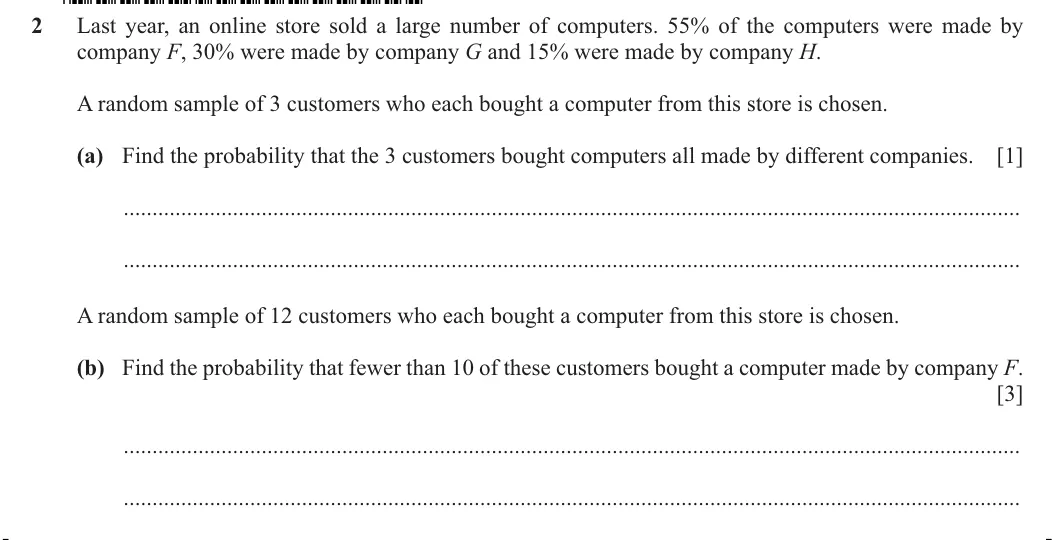 2 Last year, an online store sold a large number of computers. 55% of the computers were made by
company F, 30% were made by company G and 15% were made by company H.
A random sample of 3 customers who each bought a computer from this store is chosen.
(a) Find the probability that the 3 customers bought computers all made by different companies. [1]
A random sample of 12 customers who each bought a computer from this store is chosen.
(b) Find the probability that fewer than 10 of these customers bought a computer made by company F.
[3]